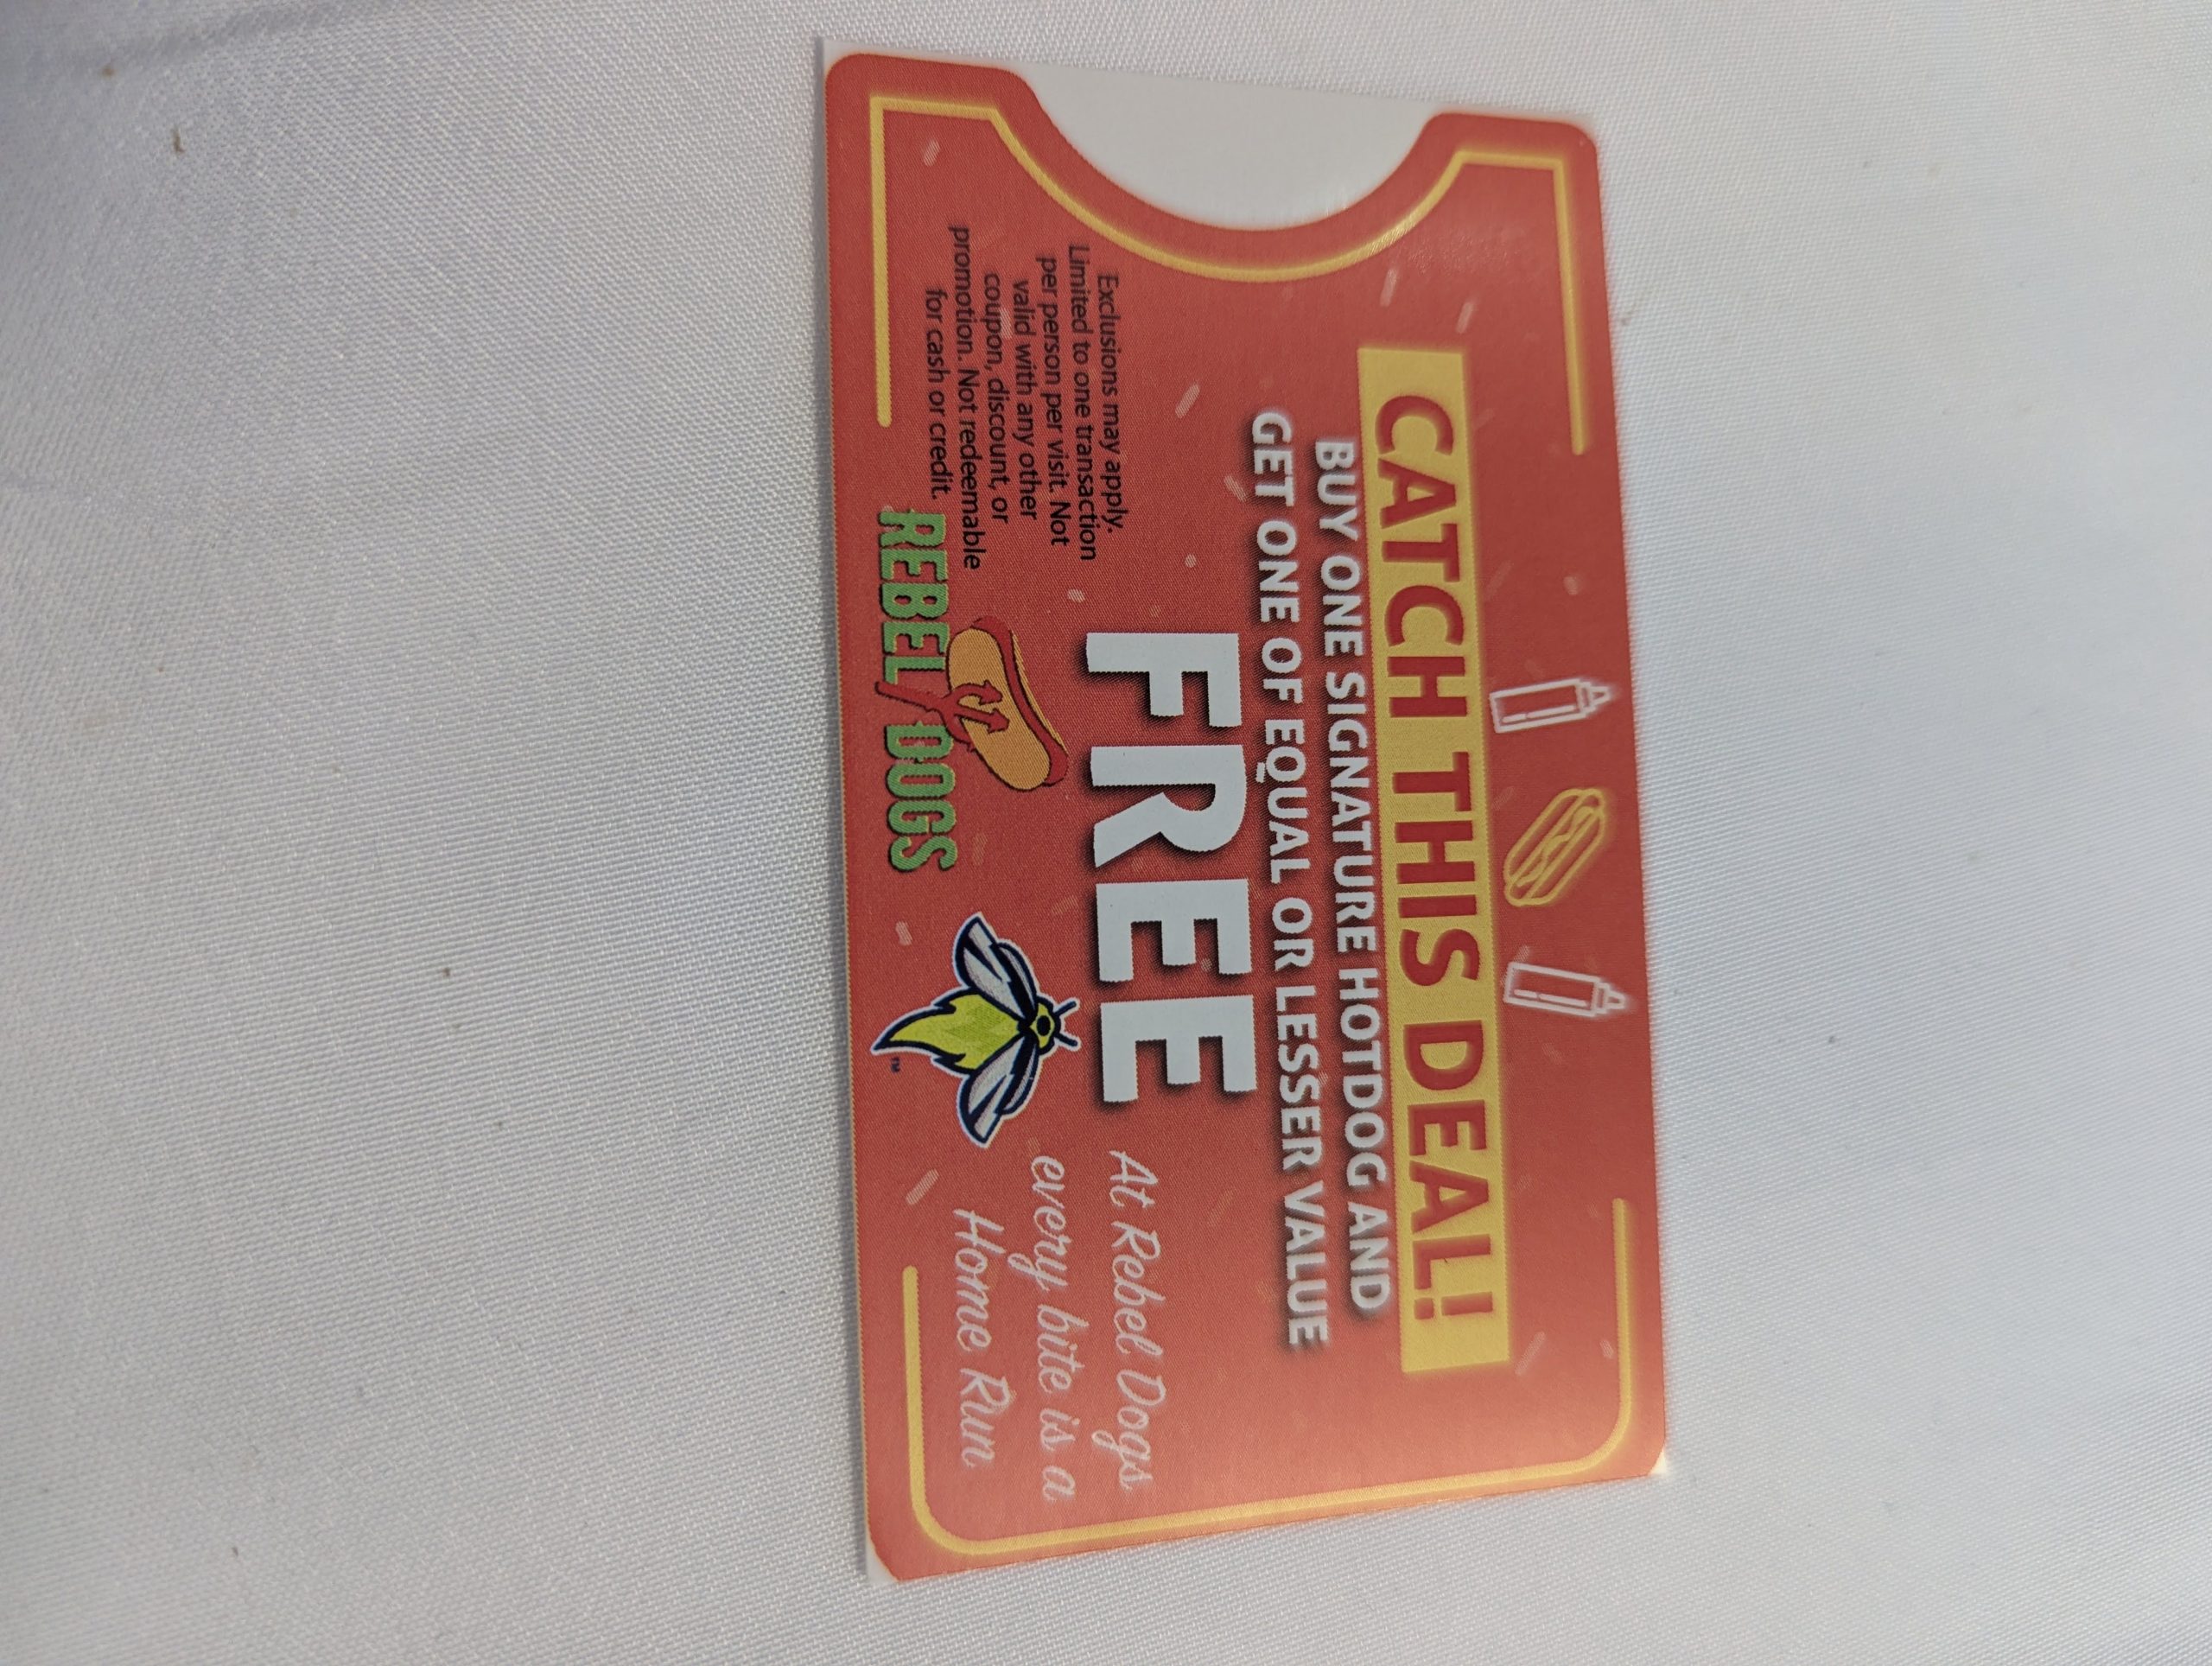 CATCH THIS DEAL!
BUY ONE SIGNATURE HOTDOG AND
GET ONE OF EQUAL OR LESSER VALUE
FREE
Exclusions may apply.
Limited to one transaction
per person per visit. Not
valid with any other
coupon, discount, or
promotion. Not redeemable
for cash or credit.
REBEL DOGS
TM
At Rebel Dogs
every bite is a
Home Run